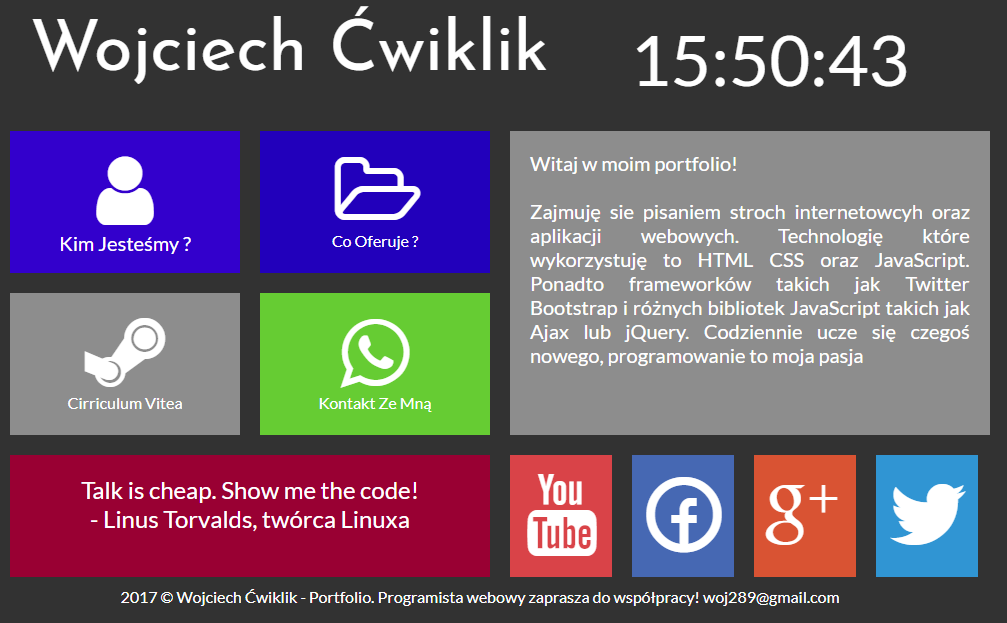 Wojciech Ćwiklik
15:50:43
Kim Jesteśmy ?
Co Oferuje ?
Cirriculum Vitea
Kontakt Ze Mną
Witaj w moim portfolio!
Zajmuję sie pisaniem stroch internetowcyh oraz
aplikacji webowych. Technologię które
wykorzystuję to HTML CSS oraz JavaScript.
Ponadto frameworków takich jak Twitter
Bootstrap i różnych bibliotek JavaScript takich jak
Ajax lub jQuery. Codziennie ucze się czegoś
nowego, programowanie to moja pasja
Talk is cheap. Show me the code!
- Linus Torvalds, twórca Linuxa
You
Tube
g+
2017 © Wojciech Ćwiklik - Portfolio. Programista webowy zaprasza do współpracy! woj289@gmail.com